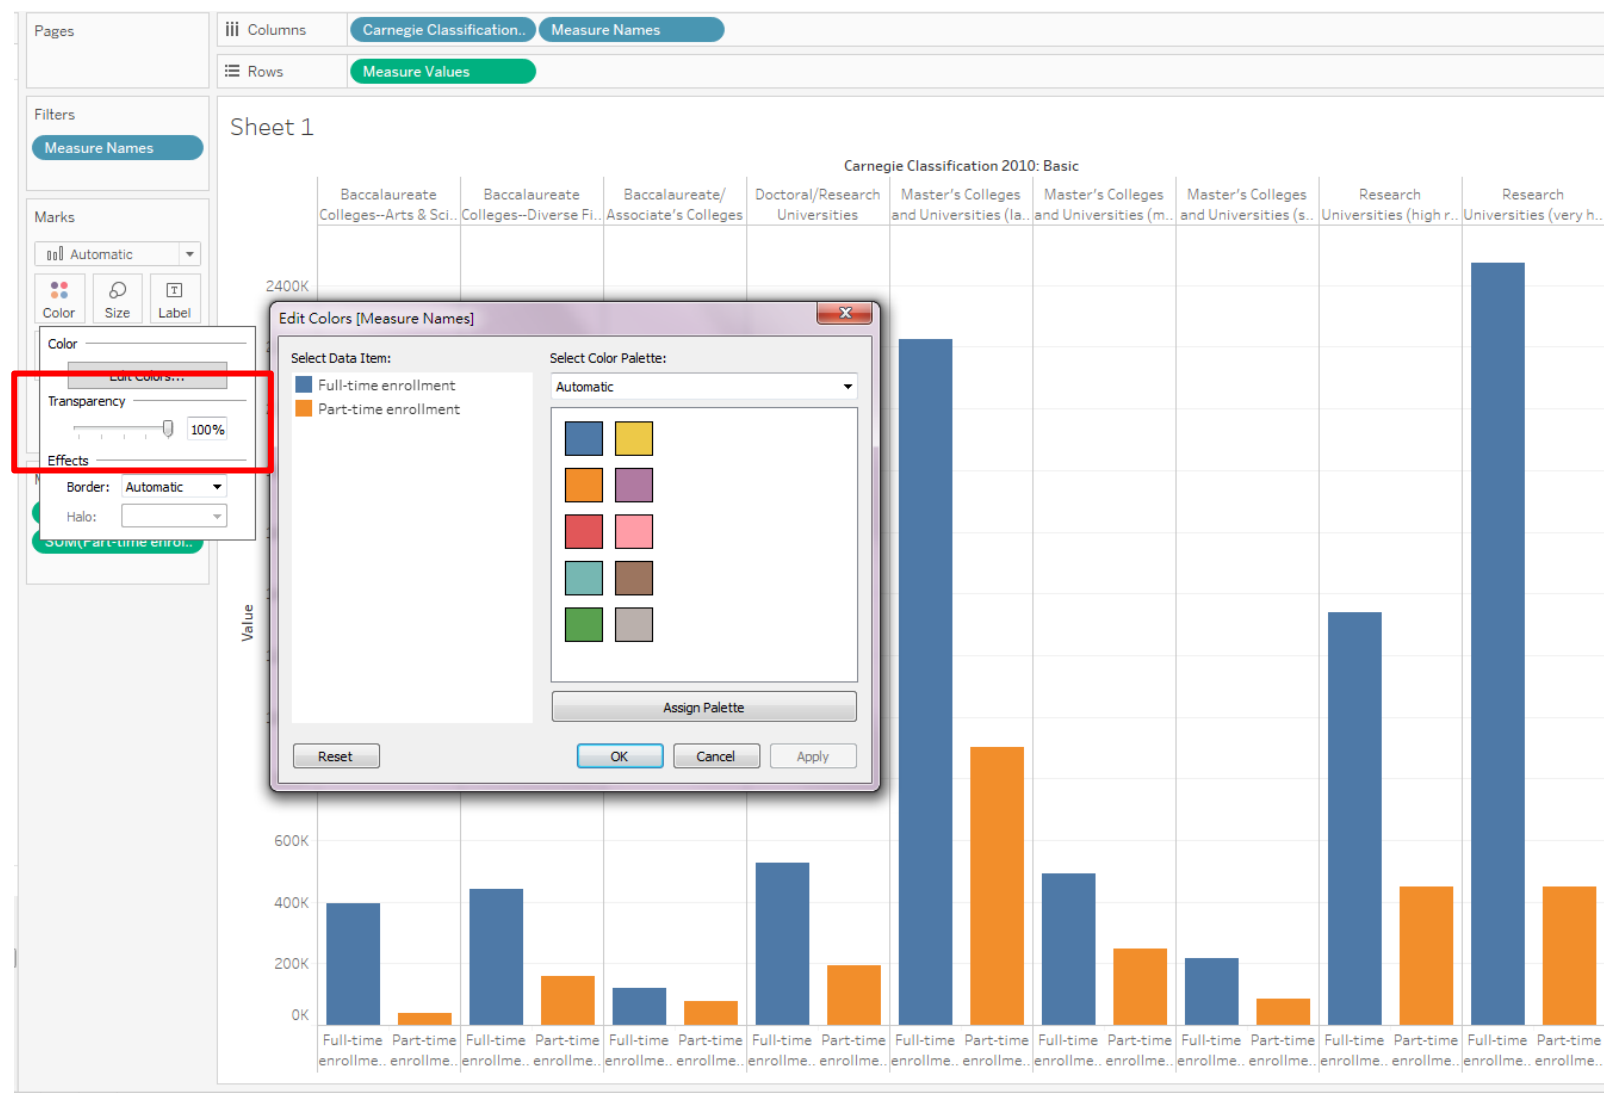 Pages
Columns
Carnegie Classification..
Measure Names
Rows
Measure Values
Filters
Measure Names
Sheet 1
Carnegie Classification 2010: Basic
Baccalaureate Colleges--Arts & Sci..
Baccalaureate Colleges--Diverse Fi..
Baccalaureate/ Associate's Colleges
Doctoral/Research Universities
Master's Colleges and Universities (la..
Master's Colleges and Universities (m..
Master's Colleges and Universities (s..
Research Universities (high r..
Research Universities (very h..
Marks
Automatic
Color
Size
T
Label
Color
Edit Colors...
Transparency
100%
Effects
Border: Automatic
Halo:
SUM(Part-time enrol..
2400K
Edit Colors [Measure Names]
X
Select Data Item:
Full-time enrollment
Part-time enrollment
Select Color Palette:
Automatic
Assign Palette
Reset
OK
Cancel
Apply
Value
600K
400K
200K
0K
Full-time enrollme..
Part-time enrollme..
Full-time enrollme..
Part-time enrollme..
Full-time enrollme..
Part-time enrollme..
Full-time enrollme..
Part-time enrollme..
Full-time enrollme..
Part-time enrollme..
Full-time enrollme..
Part-time enrollme..
Full-time enrollme..
Part-time enrollme..
Full-time enrollme..
Part-time enrollme..
Full-time enrollme..
Part-time enrollme..